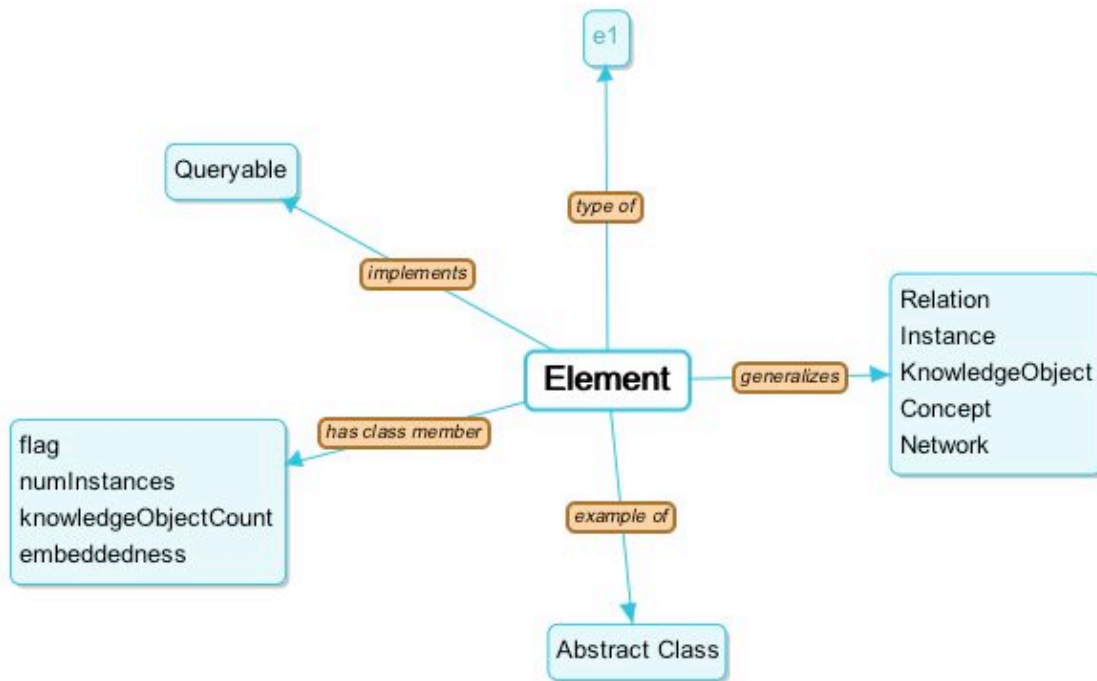 e1
Queryable
type of
implements
Relation
Instance
KnowledgeObject
Concept
Network
Element
generalizes
has class member
flag
numInstances
knowledgeObjectCount
embeddedness
example of
Abstract Class